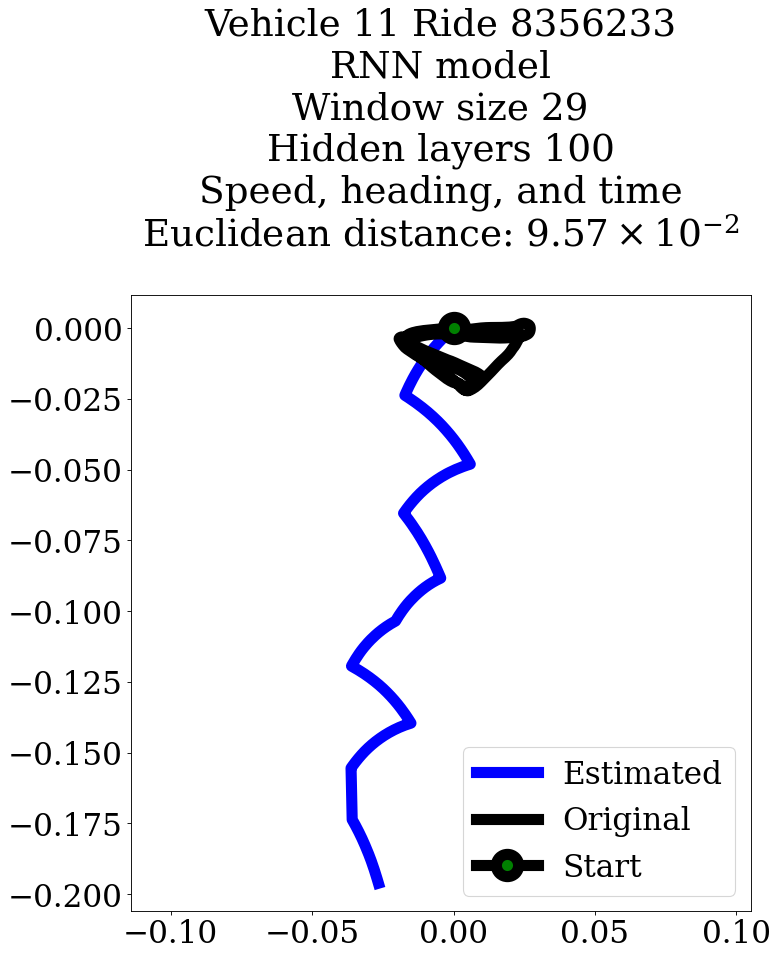 Vehicle 11 Ride 8356233
RNN model
Window size 29
Hidden layers 100
Speed, heading, and time
Euclidean distance: 9.57 × 10⁻²
0.000
−0.025
−0.050
−0.075
−0.100
−0.125
−0.150
−0.175
−0.200
Estimated
Original
Start
−0.10 −0.05 0.00 0.05 0.10